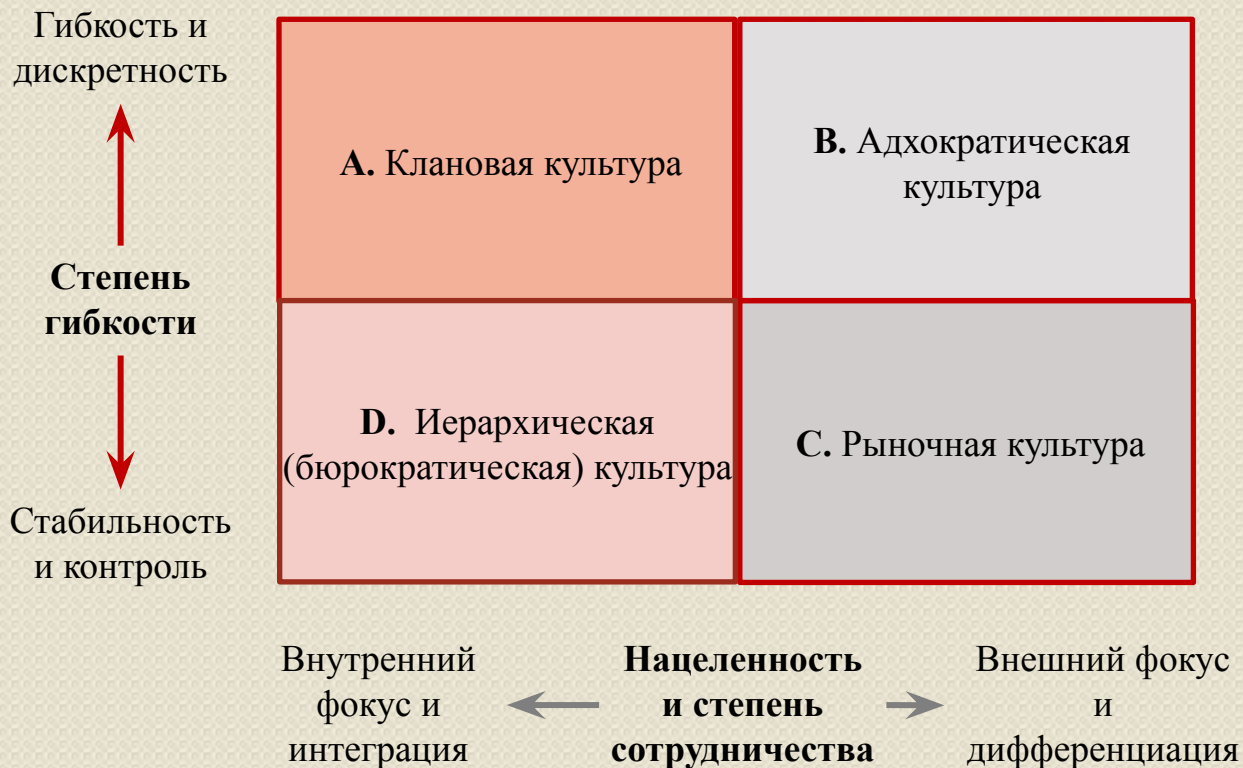 Гибкость и
дискретность
A. Клановая культура
B. Адхократическая
культура
Степень
гибкости
D. Иерархическая
(бюрократическая) культура
C. Рыночная культура
Стабильность
и контроль
Внутренний
фокус и
интеграция
Нацеленность
и степень
сотрудничества
Внешний фокус
и
дифференциация